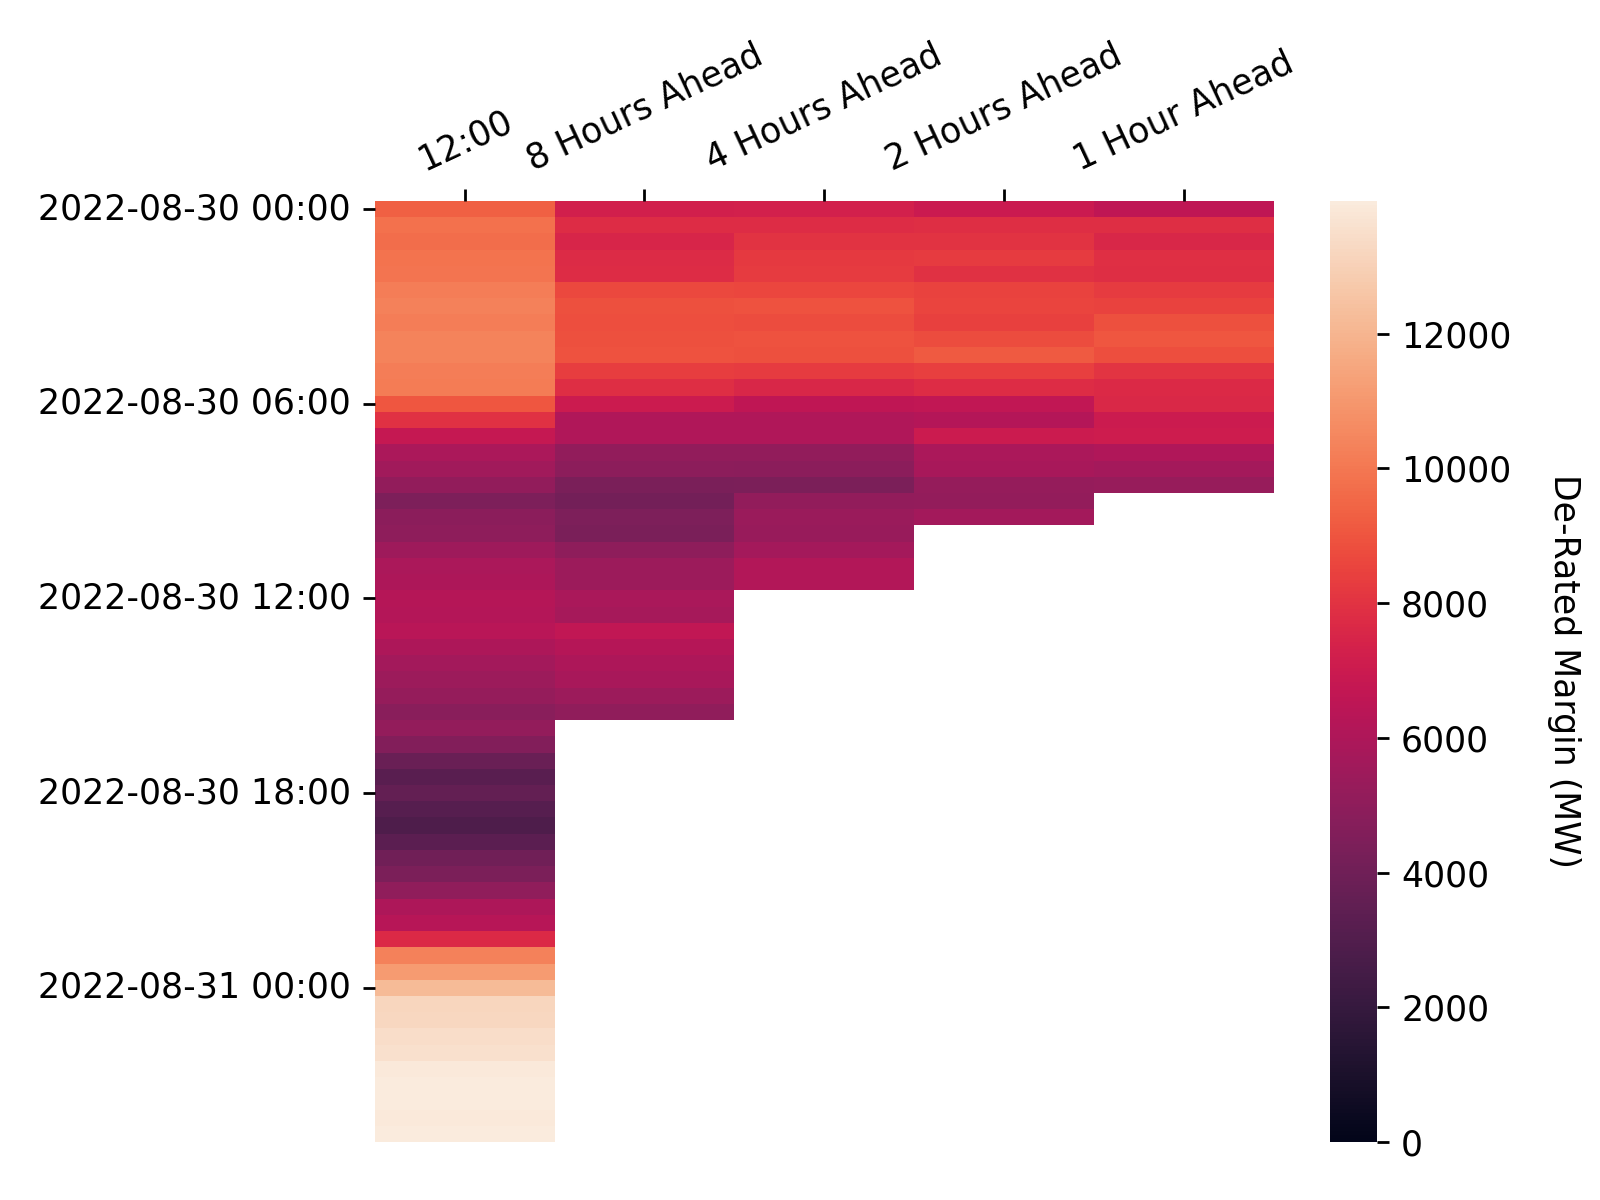 12:00
8 Hours Ahead
4 Hours Ahead
2 Hours Ahead
1 Hour Ahead
2022-08-30 00:00
2022-08-30 06:00
2022-08-30 12:00
2022-08-30 18:00
2022-08-31 00:00
12000
10000
8000
6000
4000
2000
0
De-Rated Margin (MW)